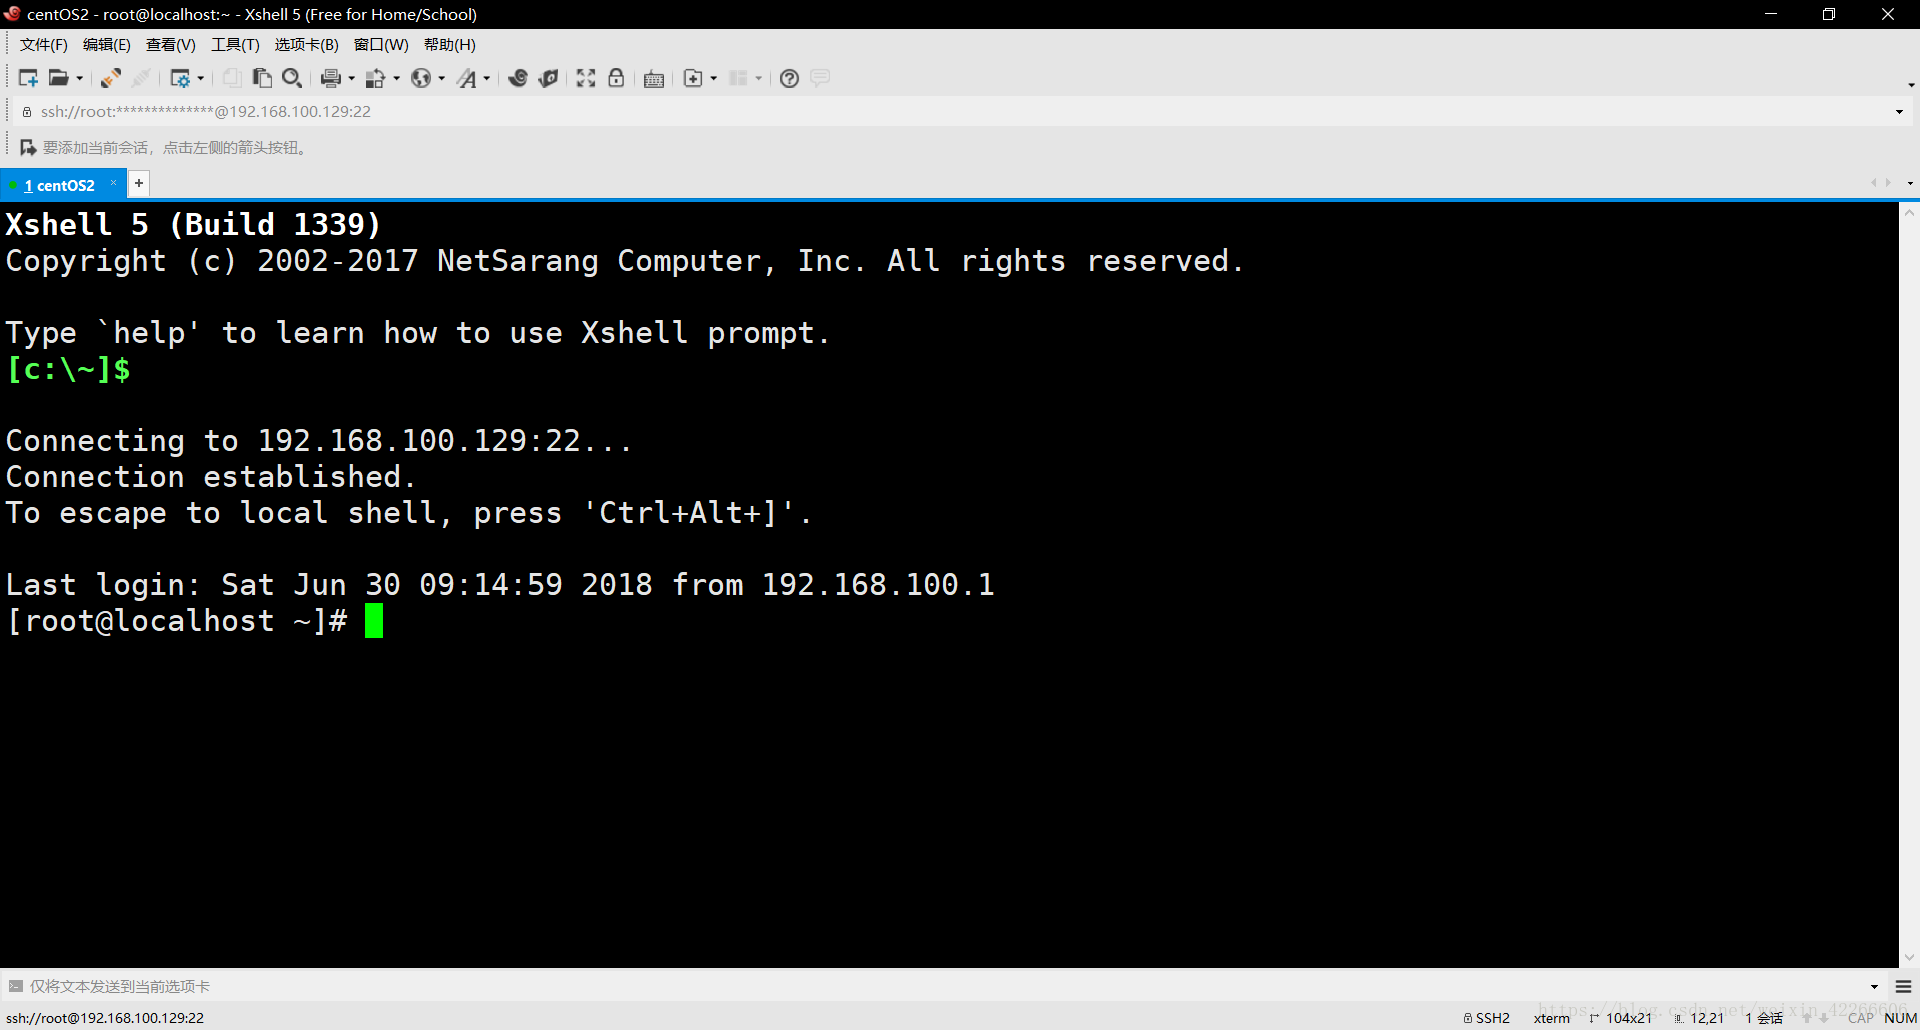 centOS2 - root@localhost:~ - Xshell 5 (Free for Home/School)
文件(F) 编辑(E) 查看(V) 工具(T) 选项卡(B) 窗口(W) 帮助(H)
ssh://root:**************@192.168.100.129:22
要添加当前会话，点击左侧的箭头按钮。
1 centOS2 × +
Xshell 5 (Build 1339)
Copyright (c) 2002-2017 NetSarang Computer, Inc. All rights reserved.
Type `help' to learn how to use Xshell prompt.
[c:\~]$
Connecting to 192.168.100.129:22...
Connection established.
To escape to local shell, press 'Ctrl+Alt+]'.
Last login: Sat Jun 30 09:14:59 2018 from 192.168.100.1
[root@localhost ~]#
仅将文本发送到当前选项卡
https://blog.csdn.net/weixin_42266606
ssh://root@192.168.100.129:22 SSH2 xterm 104x21 12,21 1 会话 CAP NUM